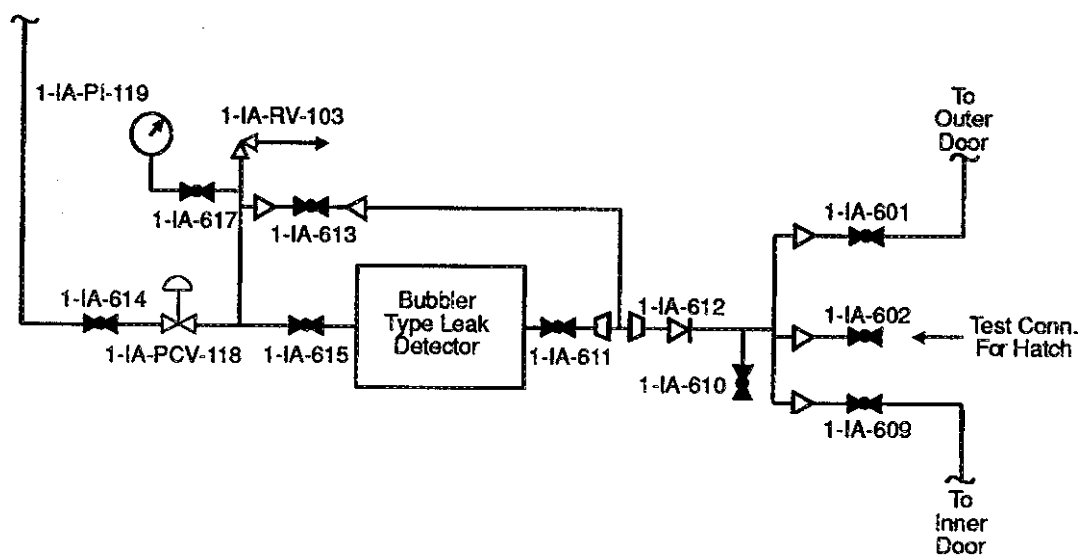 1-IA-PI-119
1-IA-RV-103
To
Outer
Door
1-IA-617
1-IA-613
1-IA-601
1-IA-614
Bubbler
Type Leak
Detector
1-IA-612
1-IA-602
Test Conn.
For Hatch
1-IA-PCV-118
1-IA-615
1-IA-611
1-IA-610
1-IA-609
To
Inner
Door